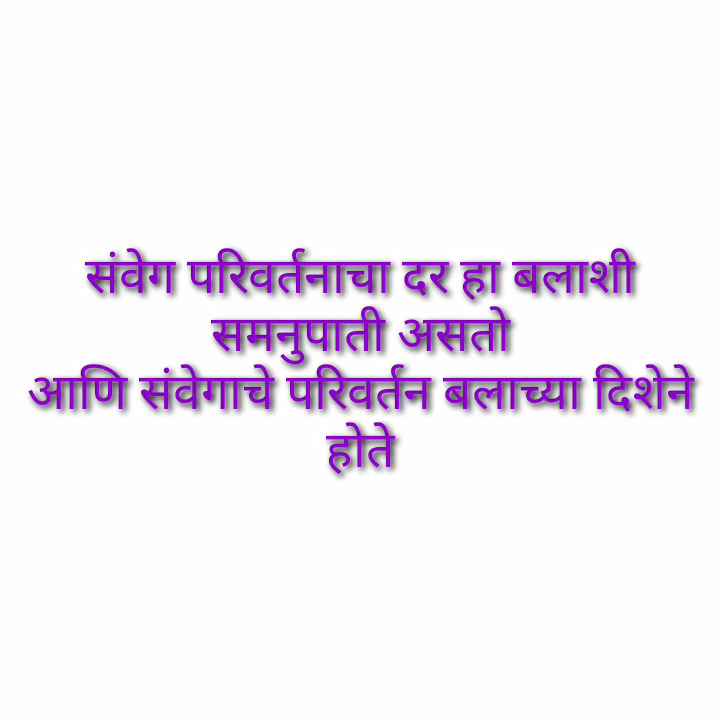 संवेग परिवर्तनाचा दर हा बलाशी
समनुपाती असतो
आणि संवेगाचे परिवर्तन बलाच्या दिशेने
होते